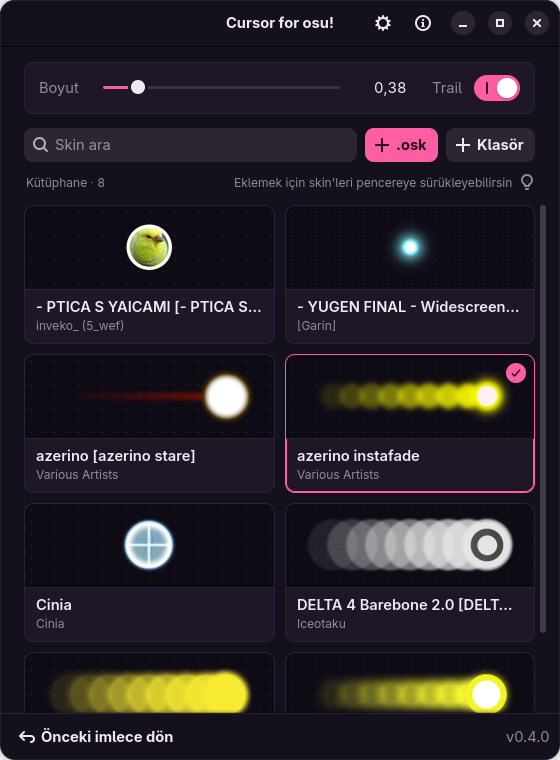 Cursor for osu!
Boyut
0,38
Trail
Skin ara
.osk
Klasör
Kütüphane · 8
Eklemek için skin'leri pencereye sürükleyebilirsin
- PTICA S YAICAMI [- PTICA S...
inveko_ (5_wef)
- YUGEN FINAL - Widescreen...
[Garin]
azerino [azerino stare]
Various Artists
azerino instafade
Various Artists
Cinia
Cinia
DELTA 4 Barebone 2.0 [DELT...
Iceotaku
Önceki imlece dön
v0.4.0